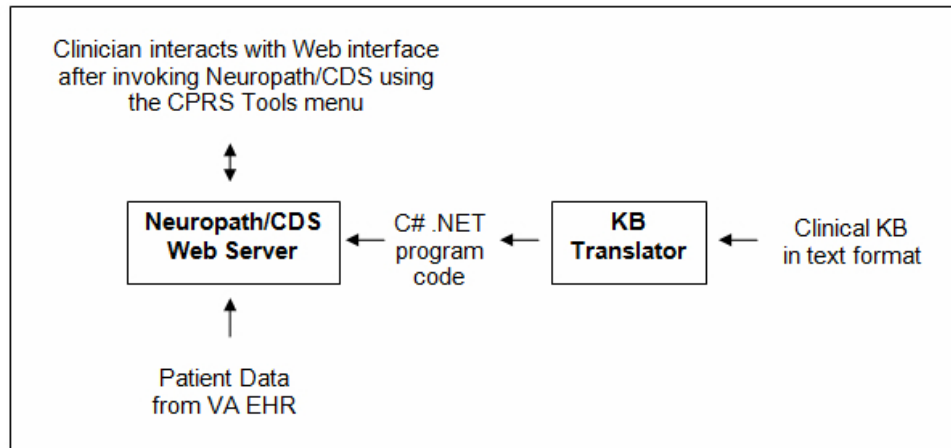 Clinician interacts with Web interface
after invoking Neuropath/CDS using
the CPRS Tools menu
Neuropath/CDS
Web Server
C# .NET
program
code
KB
Translator
Clinical KB
in text format
Patient Data
from VA EHR